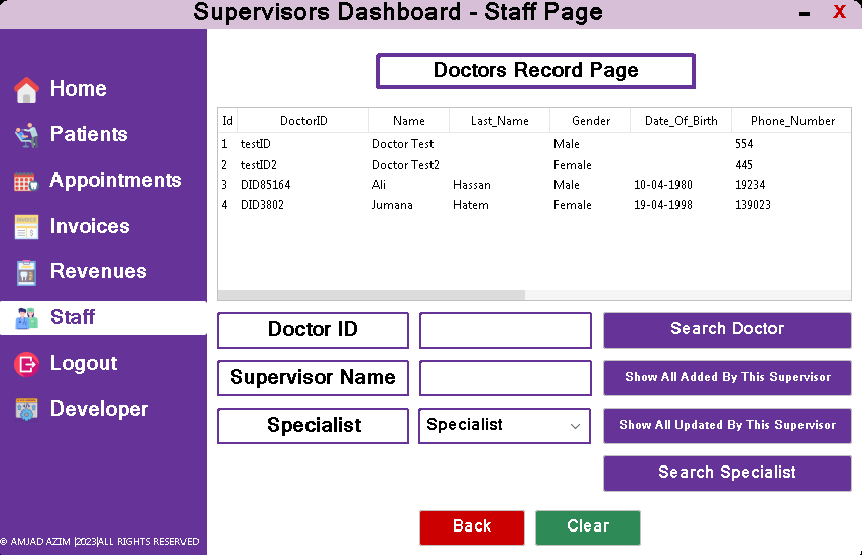 Supervisors Dashboard - Staff Page
X
Home
Patients
Appointments
Invoices
Revenues
Staff
Logout
Developer
© AMJAD AZIM |2023|ALL RIGHTS RESERVED
Doctors Record Page
Id DoctorID Name Last_Name Gender Date_Of_Birth Phone_Number
1 testID Doctor Test Male 554
2 testID2 Doctor Test2 Female 445
3 DID85164 Ali Hassan Male 10-04-1980 19234
4 DID3802 Jumana Hatem Female 19-04-1998 139023
Doctor ID Search Doctor
Supervisor Name Show All Added By This Supervisor
Specialist Specialist Show All Updated By This Supervisor
Search Specialist
Back Clear